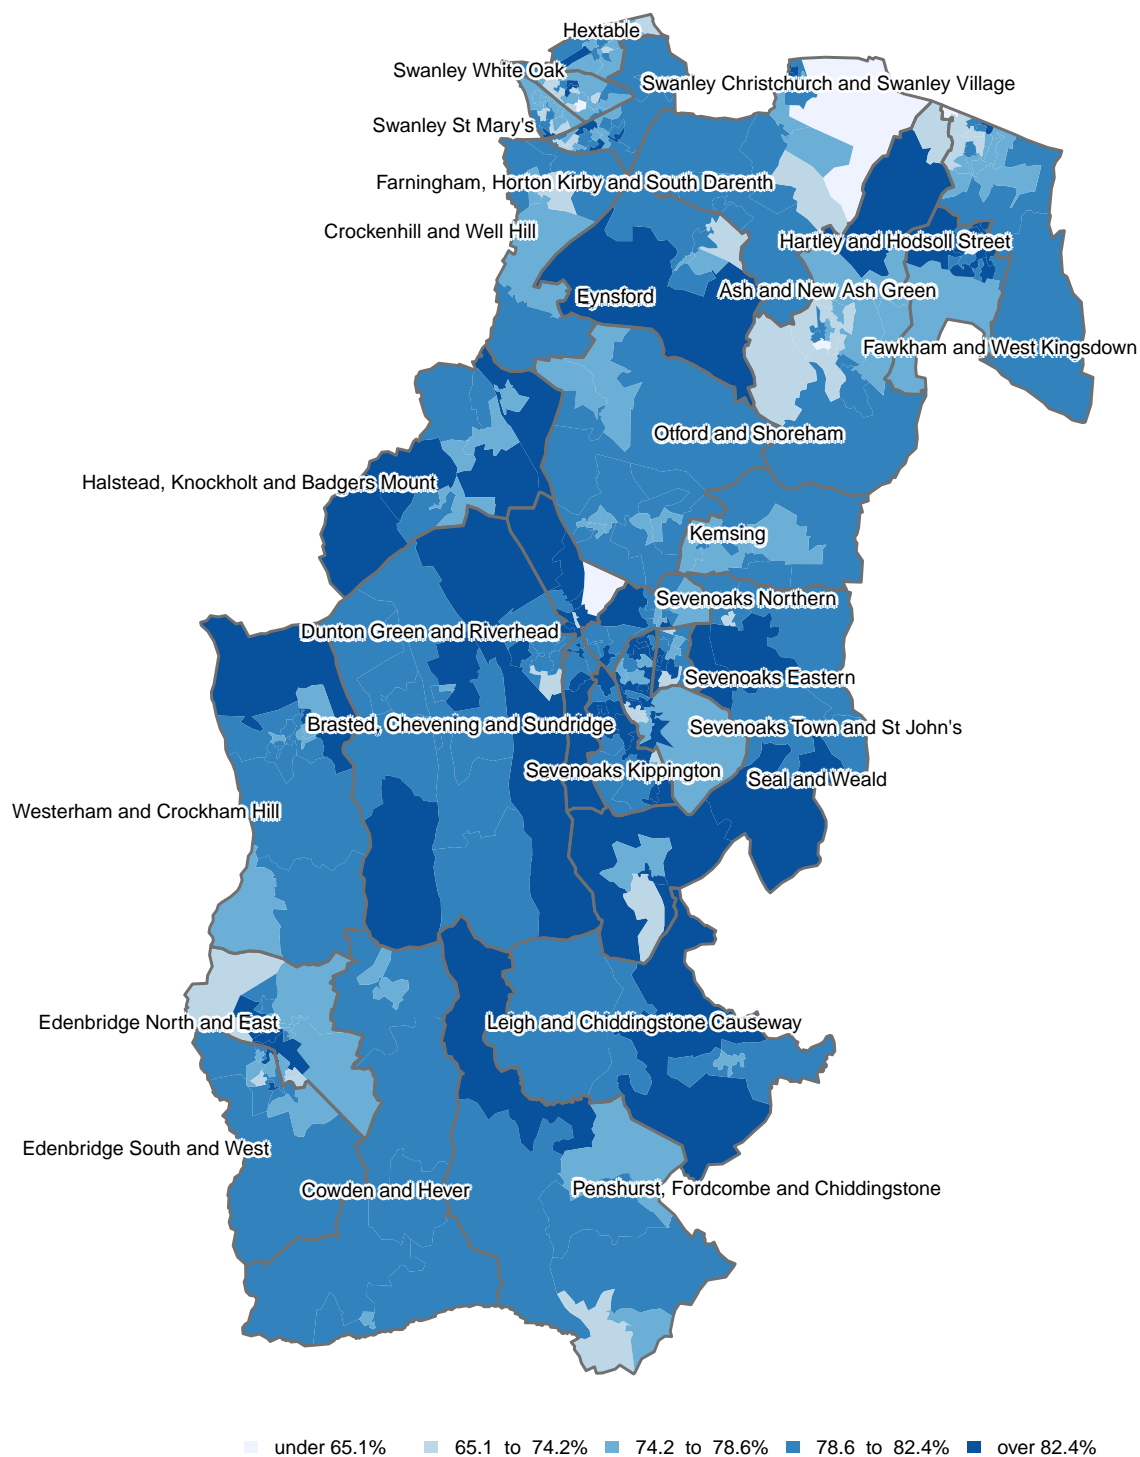 Hextable
Swanley White Oak
Swanley Christchurch and Swanley Village
Swanley St Mary's
Farningham, Horton Kirby and South Darenth
Crockenhill and Well Hill
Hartley and Hodsoll Street
Ash and New Ash Green
Eynsford
Fawkham and West Kingsdown
Otford and Shoreham
Halstead, Knockholt and Badgers Mount
Kemsing
Sevenoaks Northern
Dunton Green and Riverhead
Sevenoaks Eastern
Brasted, Chevening and Sundridge
Sevenoaks Town and St John's
Sevenoaks Kippington
Seal and Weald
Westerham and Crockham Hill
Edenbridge North and East
Leigh and Chiddingstone Causeway
Edenbridge South and West
Cowden and Hever
Penshurst, Fordcombe and Chiddingstone
under 65.1% 65.1 to 74.2% 74.2 to 78.6% 78.6 to 82.4% over 82.4%